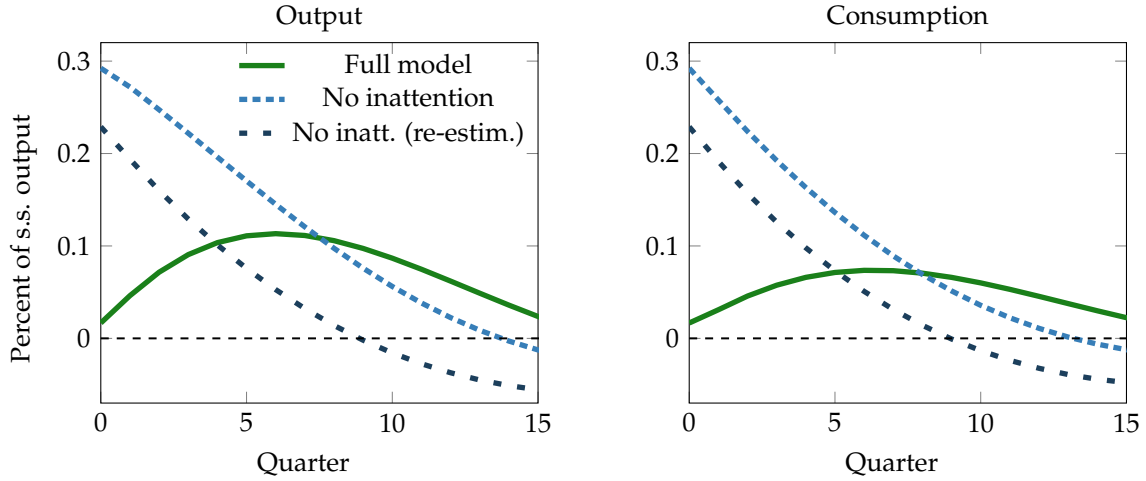 Output
Percent of s.s. output
0.3
0.2
0.1
0
Full model
No inattention
No inatt. (re-estim.)
0
5
10
15
Quarter
Consumption
0.3
0.2
0.1
0
0
5
10
15
Quarter